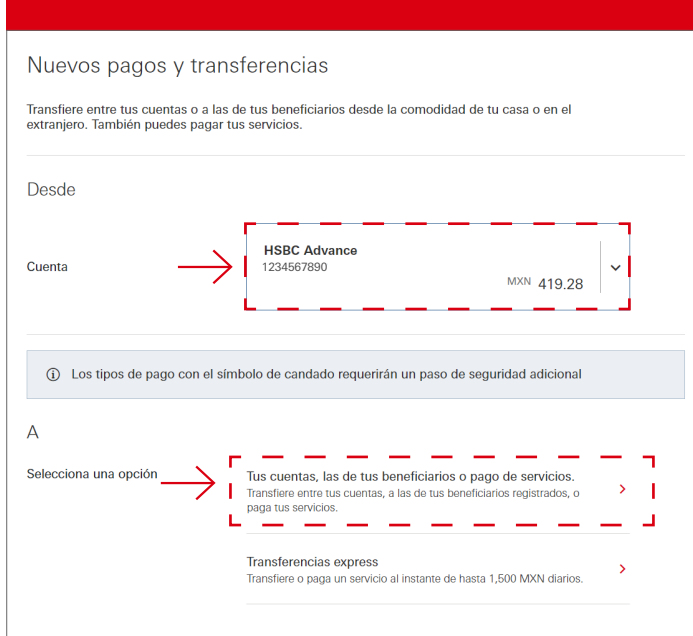 Nuevos pagos y transferencias
Transfiere entre tus cuentas o a las de tus beneficiarios desde la comodidad de tu casa o en el
extranjero. También puedes pagar tus servicios.
Desde
Cuenta
HSBC Advance
1234567890
MXN 419.28
Los tipos de pago con el símbolo de candado requerirán un paso de seguridad adicional
A
Selecciona una opción
Tus cuentas, las de tus beneficiarios o pago de servicios.
Transfiere entre tus cuentas, a las de tus beneficiarios registrados, o
paga tus servicios.
Transferencias express
Transfiere o paga un servicio al instante de hasta 1,500 MXN diarios.